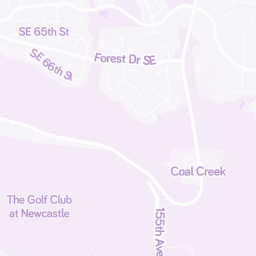 SE 65th St
Forest Dr SE
SE 66th St
Coal Creek
The Golf Club
at Newcastle
155th Ave